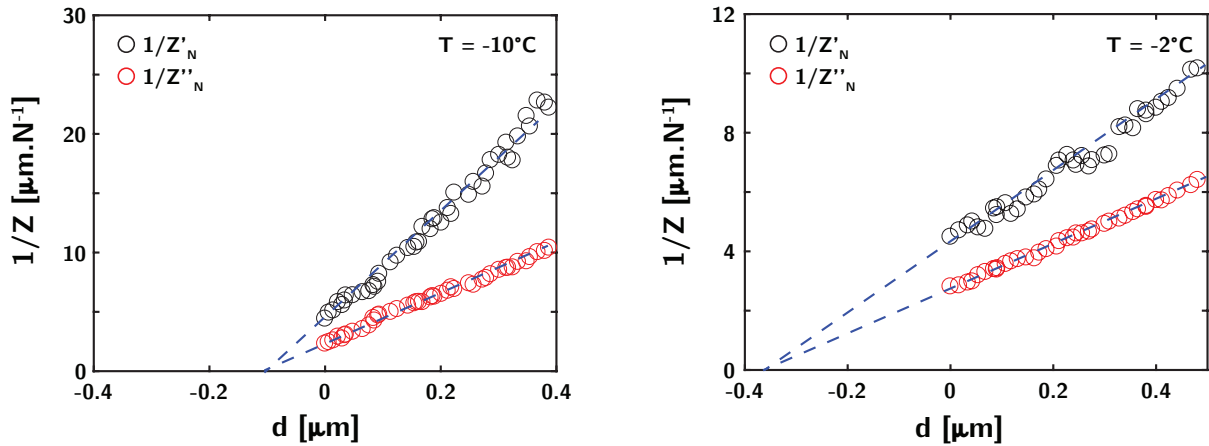 30
20
10
0
1/Z [μm.N⁻¹]
1/Z'N
1/Z''N
T = -10°C
-0.4
-0.2
0
0.2
0.4
d [μm]
12
8
4
0
1/Z [μm.N⁻¹]
1/Z'N
1/Z''N
T = -2°C
-0.4
-0.2
0
0.2
0.4
d [μm]